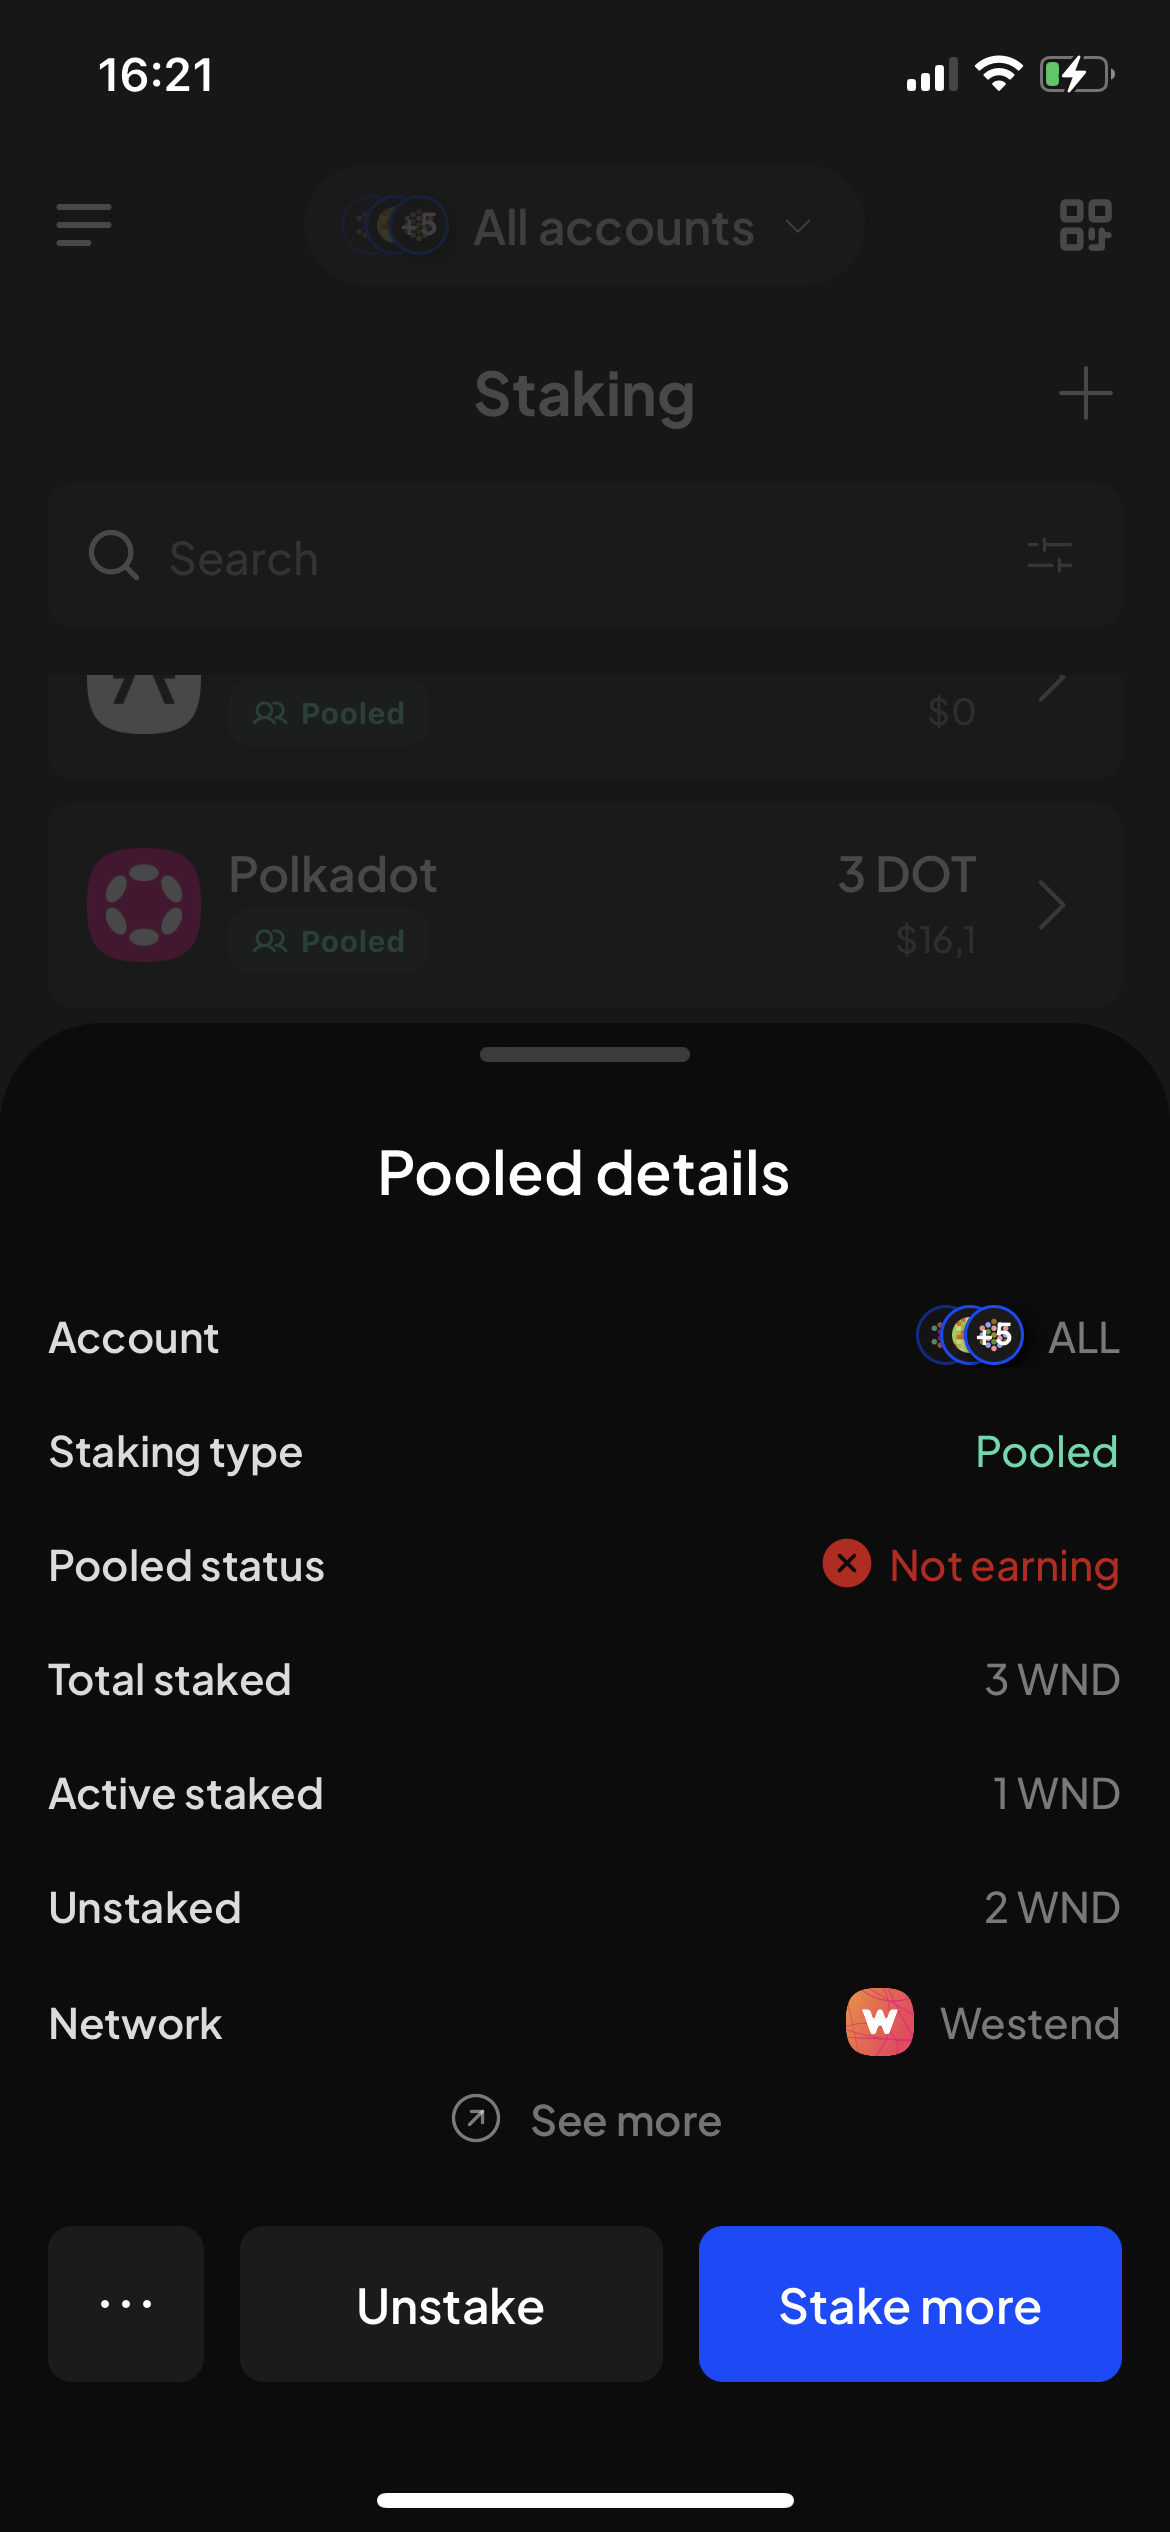 16:21
+5 All accounts
Staking
Search
Pooled
$0
Polkadot
3 DOT
Pooled
$16,1
Pooled details
Account
+5 ALL
Staking type
Pooled
Pooled status
Not earning
Total staked
3 WND
Active staked
1 WND
Unstaked
2 WND
Network
W Westend
See more
...
Unstake
Stake more